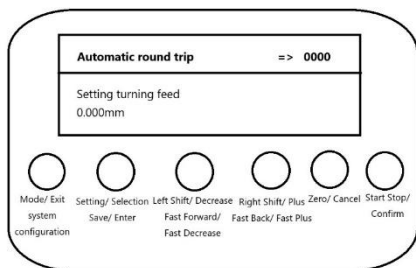 Automatic round trip => 0000
Setting turning feed
0.000mm
Mode/ Exit system configuration
Setting/ Selection Save/ Enter
Left Shift/ Decrease Fast Forward/ Fast Decrease
Right Shift/ Plus Fast Back/ Fast Plus
Zero/ Cancel
Start Stop/ Confirm